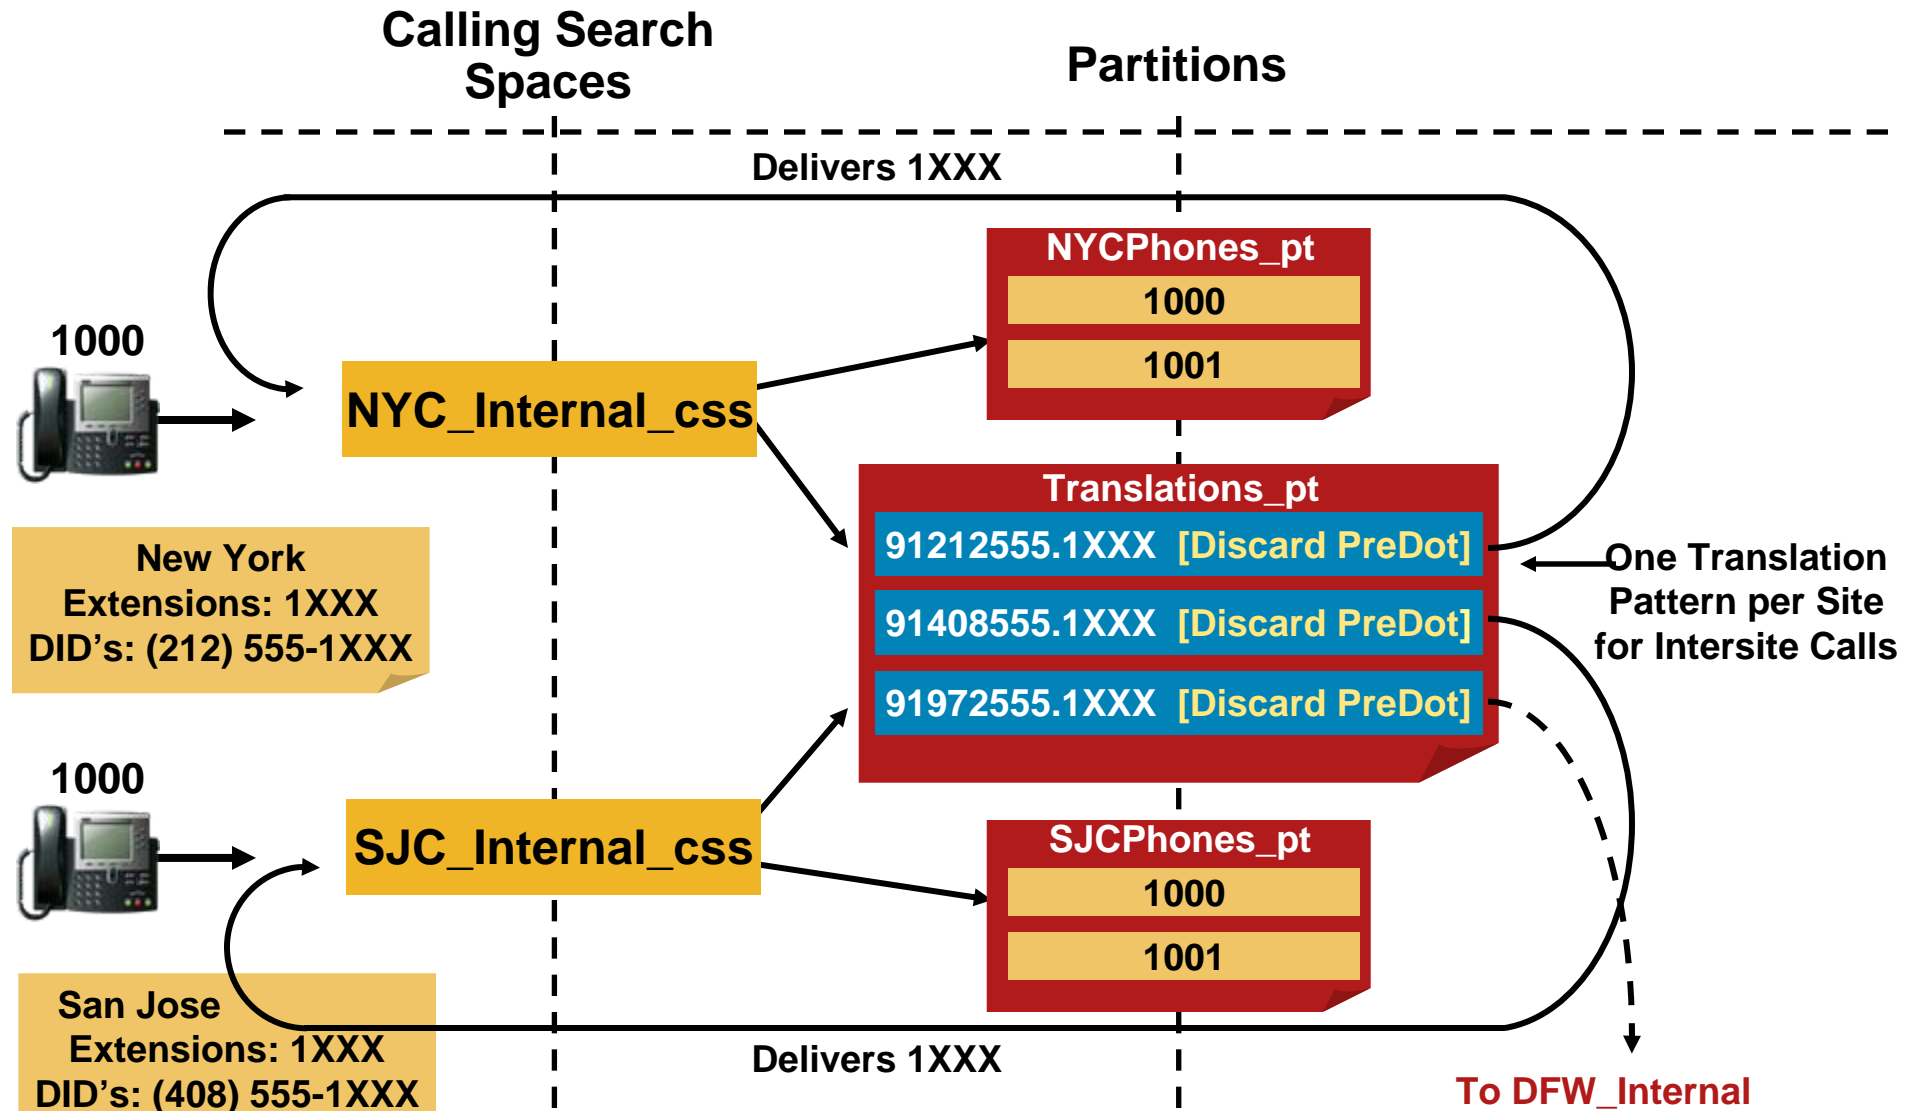 Calling Search
Spaces
Partitions
Delivers 1XXX
NYCPhones_pt
1000
1001
1000
NYC_Internal_css
Translations_pt
91212555.1XXX [Discard PreDot]
91408555.1XXX [Discard PreDot]
91972555.1XXX [Discard PreDot]
One Translation
Pattern per Site
for Intersite Calls
New York
Extensions: 1XXX
DID’s: (212) 555-1XXX
1000
SJC_Internal_css
SJCPhones_pt
1000
1001
San Jose
Extensions: 1XXX
DID’s: (408) 555-1XXX
Delivers 1XXX
To DFW_Internal